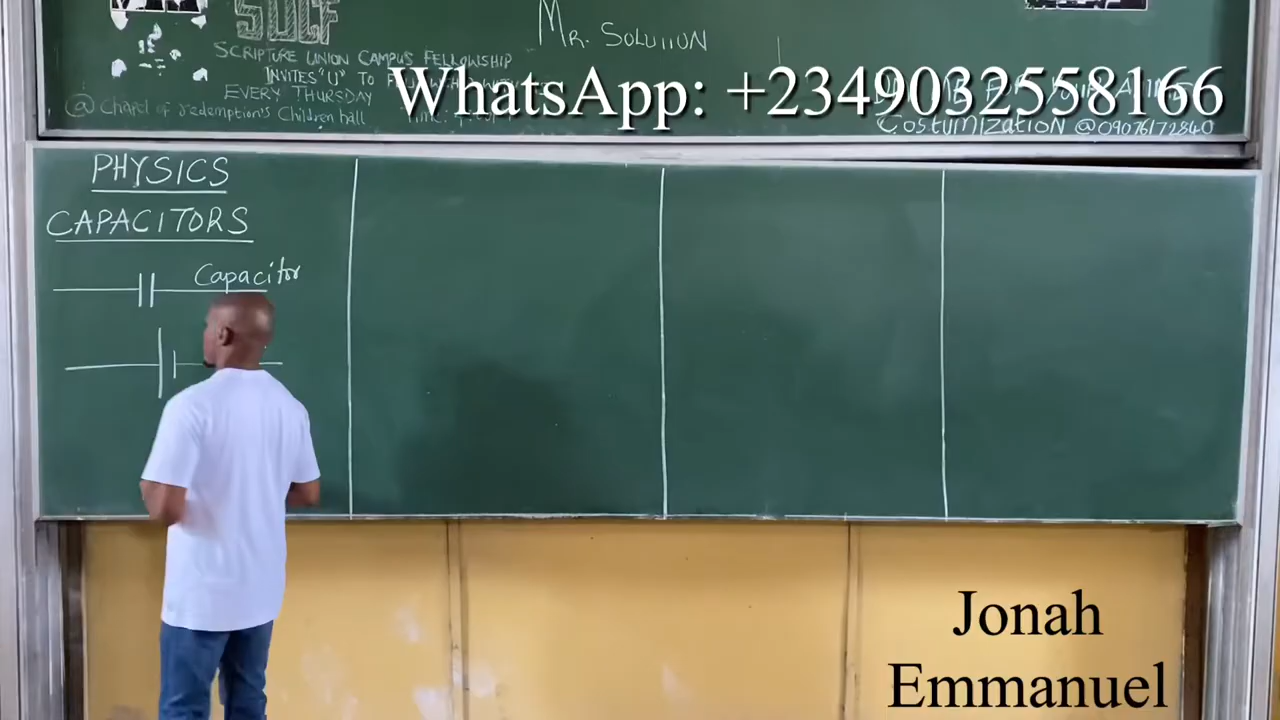 SUCF
MR. SOLUTION
SCRIPTURE UNION CAMPUS FELLOWSHIP
INVITES "U" TO
EVERY THURSDAY
@ Chapel of redemption's Children hall
WhatsApp: +2349032558166
Costumization @09076172840
PHYSICS
CAPACITORS
Capacitor
Jonah
Emmanuel